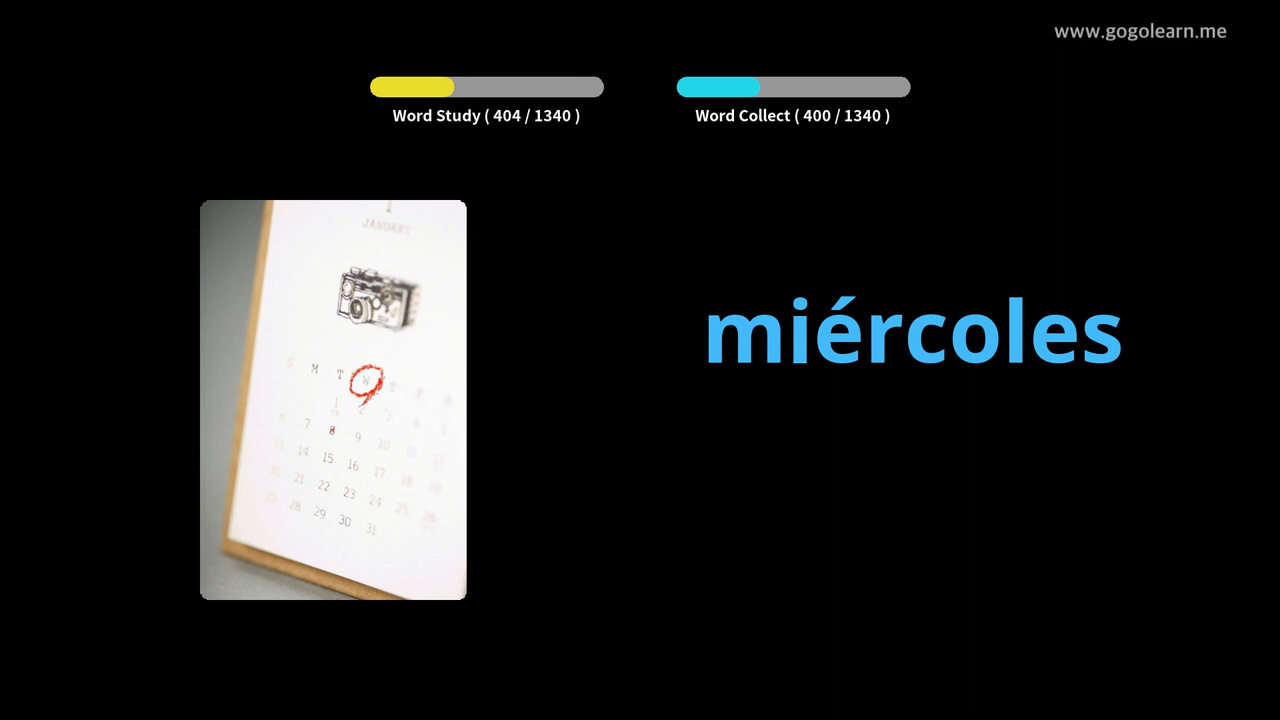 www.gogolearn.me
Word Study ( 404 / 1340 )
Word Collect ( 400 / 1340 )
JANUARY
S M T W T F
1 2 3 4
6 7 8 9 10 11
13 14 15 16 17 18
20 21 22 23 24 25 26
28 29 30 31
miércoles